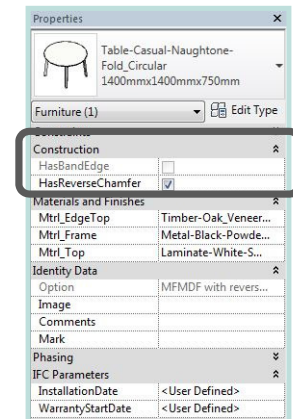 Properties
Table-Casual-Naughtone-
Fold_Circular
1400mmx1400mmx750mm
Furniture (1)
Edit Type
Constraints
Construction
HasBandEdge
HasReverseChamfer
Materials and Finishes
Mtrl_EdgeTop Timber-Oak_Veneer...
Mtrl_Frame Metal-Black-Powde...
Mtrl_Top Laminate-White-S...
Identity Data
Option MFMDF with revers...
Image
Comments
Mark
Phasing
IFC Parameters
InstallationDate <User Defined>
WarrantyStartDate <User Defined>